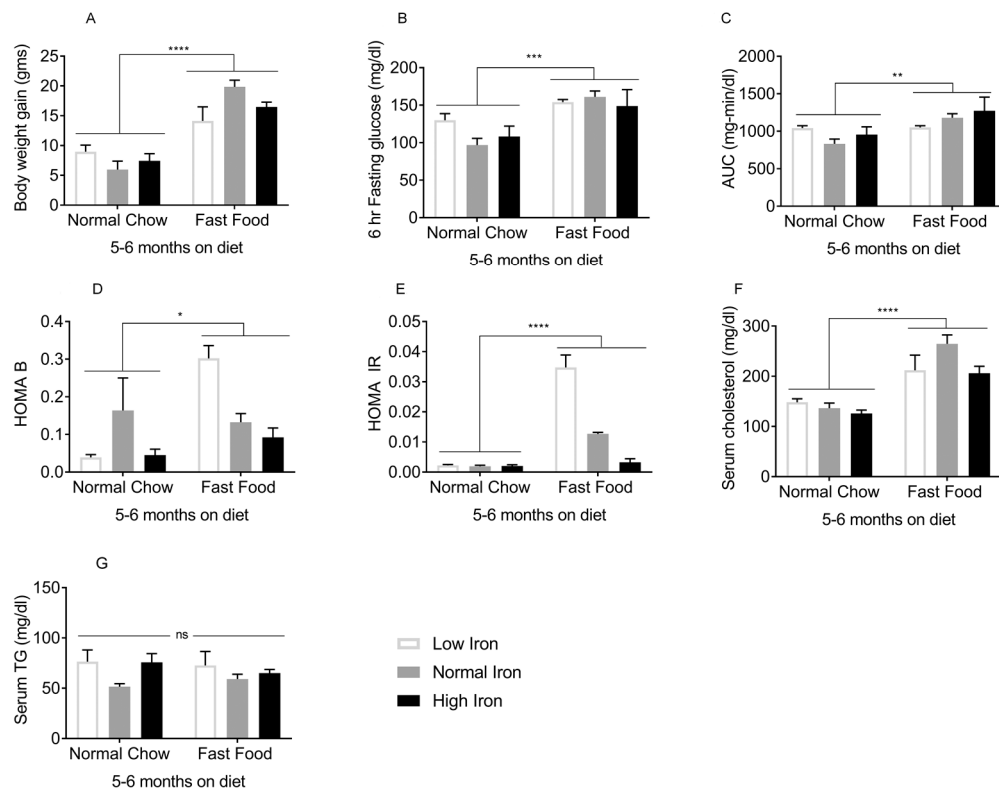 A
Body weight gain (gms)
25
20
15
10
5
0
****
Normal Chow
Fast Food
5-6 months on diet
B
6 hr Fasting glucose (mg/dl)
200
150
100
50
0
***
Normal Chow
Fast Food
5-6 months on diet
C
AUC (mg-min/dl)
2000
1500
1000
500
0
**
Normal Chow
Fast Food
5-6 months on diet
D
HOMA B
0.4
0.3
0.2
0.1
0.0
*
Normal Chow
Fast Food
5-6 months on diet
E
HOMA IR
0.05
0.04
0.03
0.02
0.01
0.00
****
Normal Chow
Fast Food
5-6 months on diet
F
Serum cholesterol (mg/dl)
300
200
100
0
****
Normal Chow
Fast Food
5-6 months on diet
G
Serum TG (mg/dl)
150
100
50
0
ns
Normal Chow
Fast Food
5-6 months on diet
Low Iron
Normal Iron
High Iron